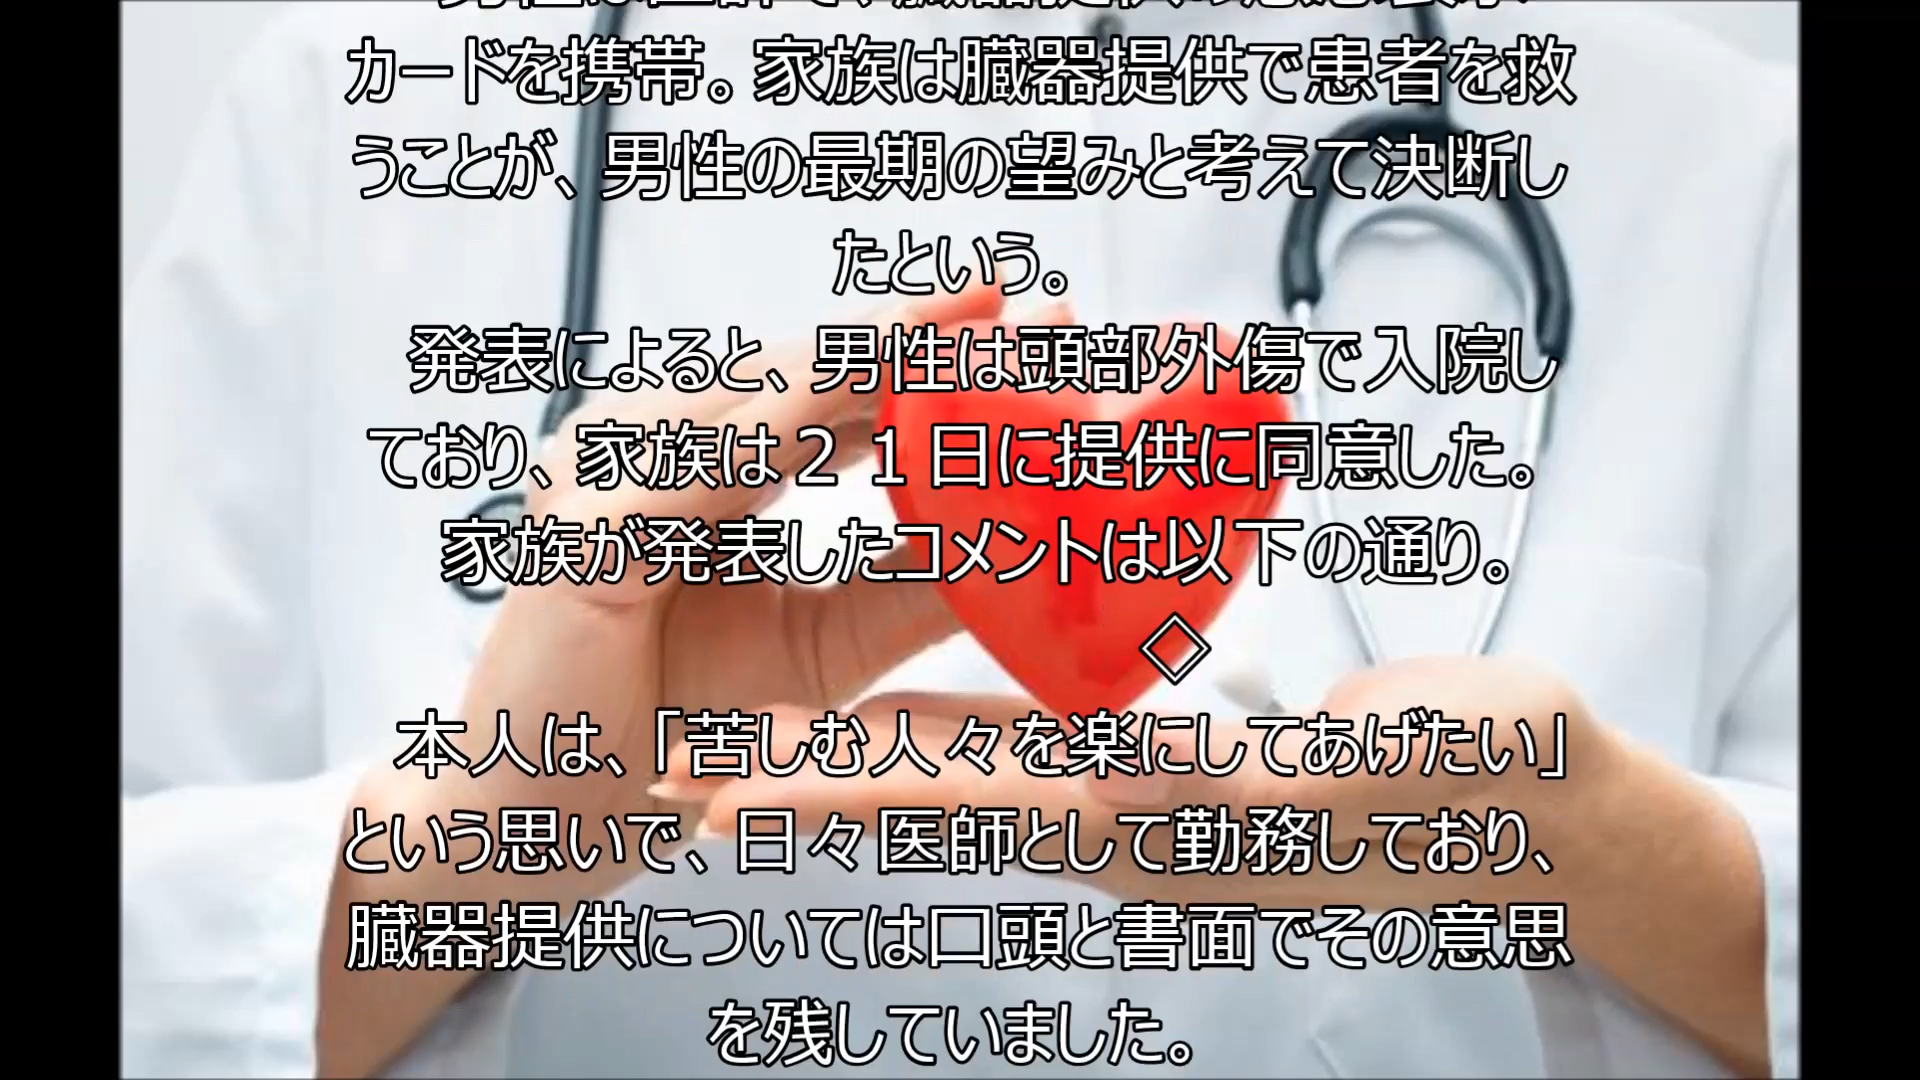 カードを携帯。家族は臓器提供で患者を救
うことが、男性の最期の望みと考えて決断し
たという。
発表によると、男性は頭部外傷で入院し
ており、家族は２１日に提供に同意した。
家族が発表したコメントは以下の通り。
◇
本人は、「苦しむ人々を楽にしてあげたい」
という思いで、日々医師として勤務しており、
臓器提供については口頭と書面でその意思
を残していました。